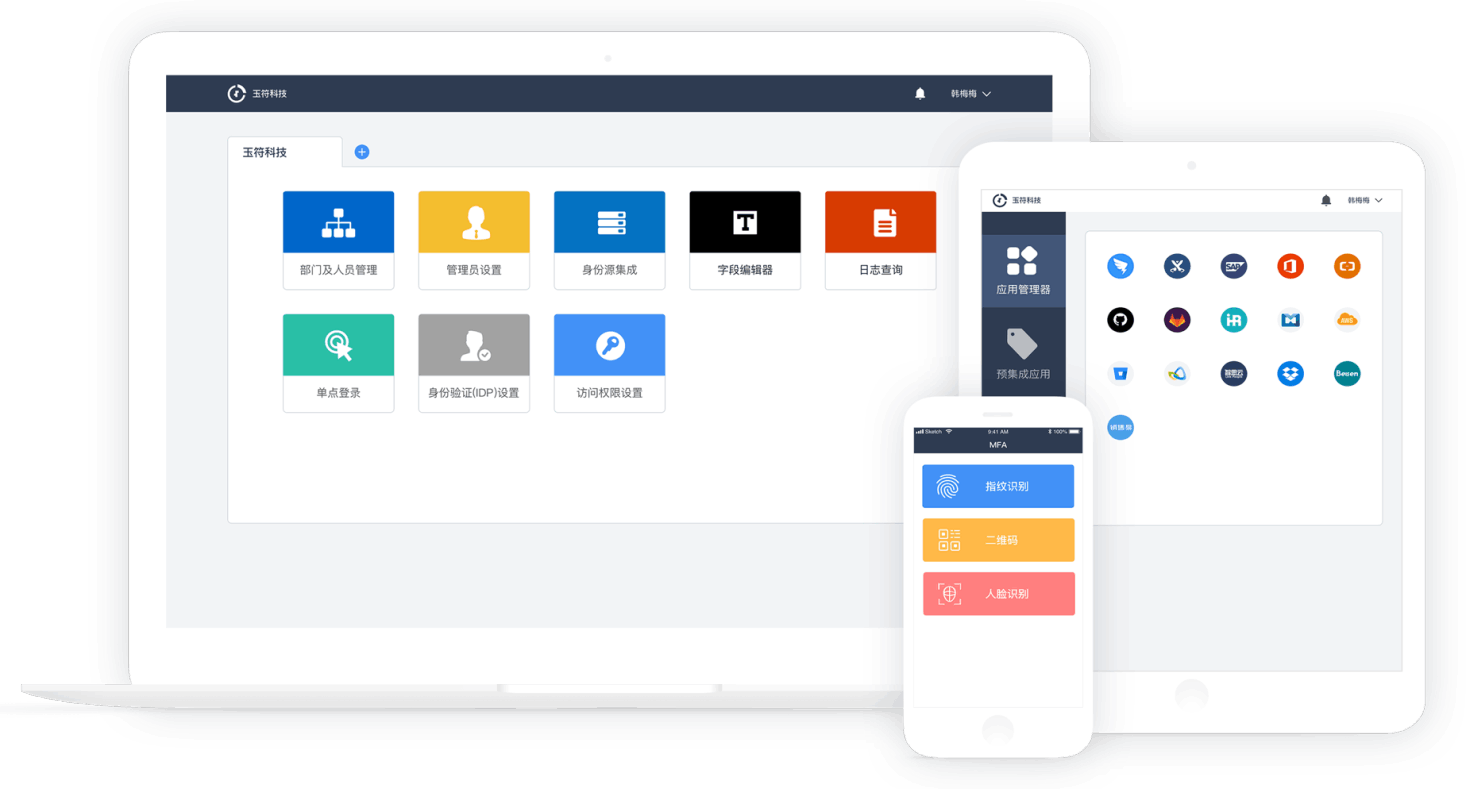 玉符科技
韩梅梅
玉符科技
部门及人员管理
管理员设置
身份源集成
字段编辑器
日志查询
单点登录
身份验证(IDP)设置
访问权限设置
玉符科技
韩梅梅
应用管理器
预集成应用
SAP
iR
AWS
Beisen
Sketch
9:41 AM
100%
MFA
指纹识别
二维码
人脸识别